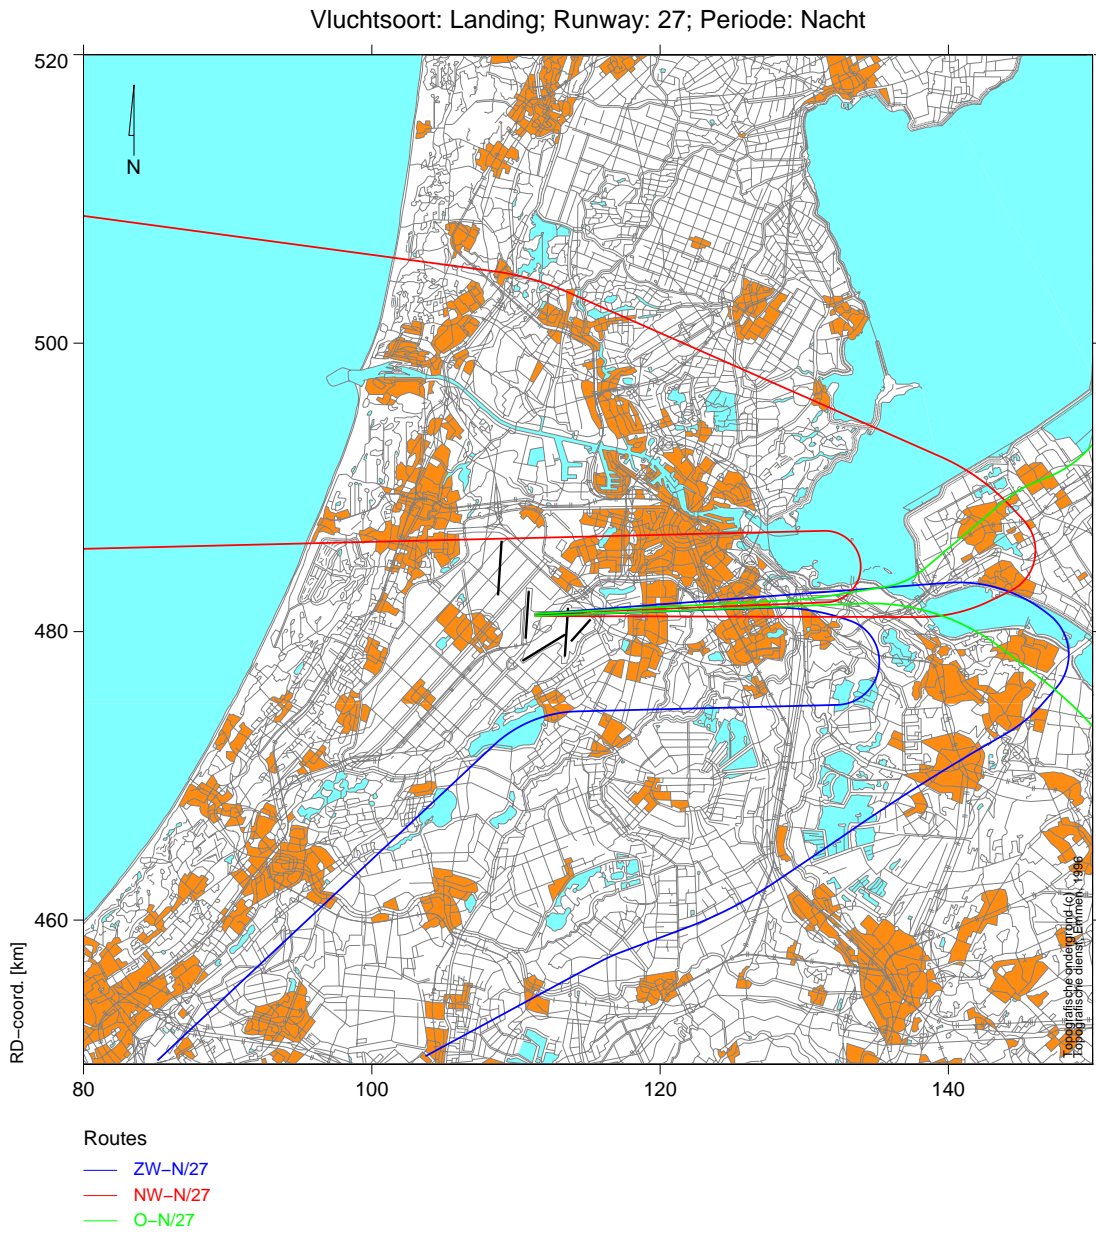 Vluchtsoort: Landing; Runway: 27; Periode: Nacht
520
N
500
480
460
RD−coord. [km]
Topografische ondergrond (c)
Topografische dienst, Emmen, 1996
80
100
120
140
Routes
ZW−N/27
NW−N/27
O−N/27